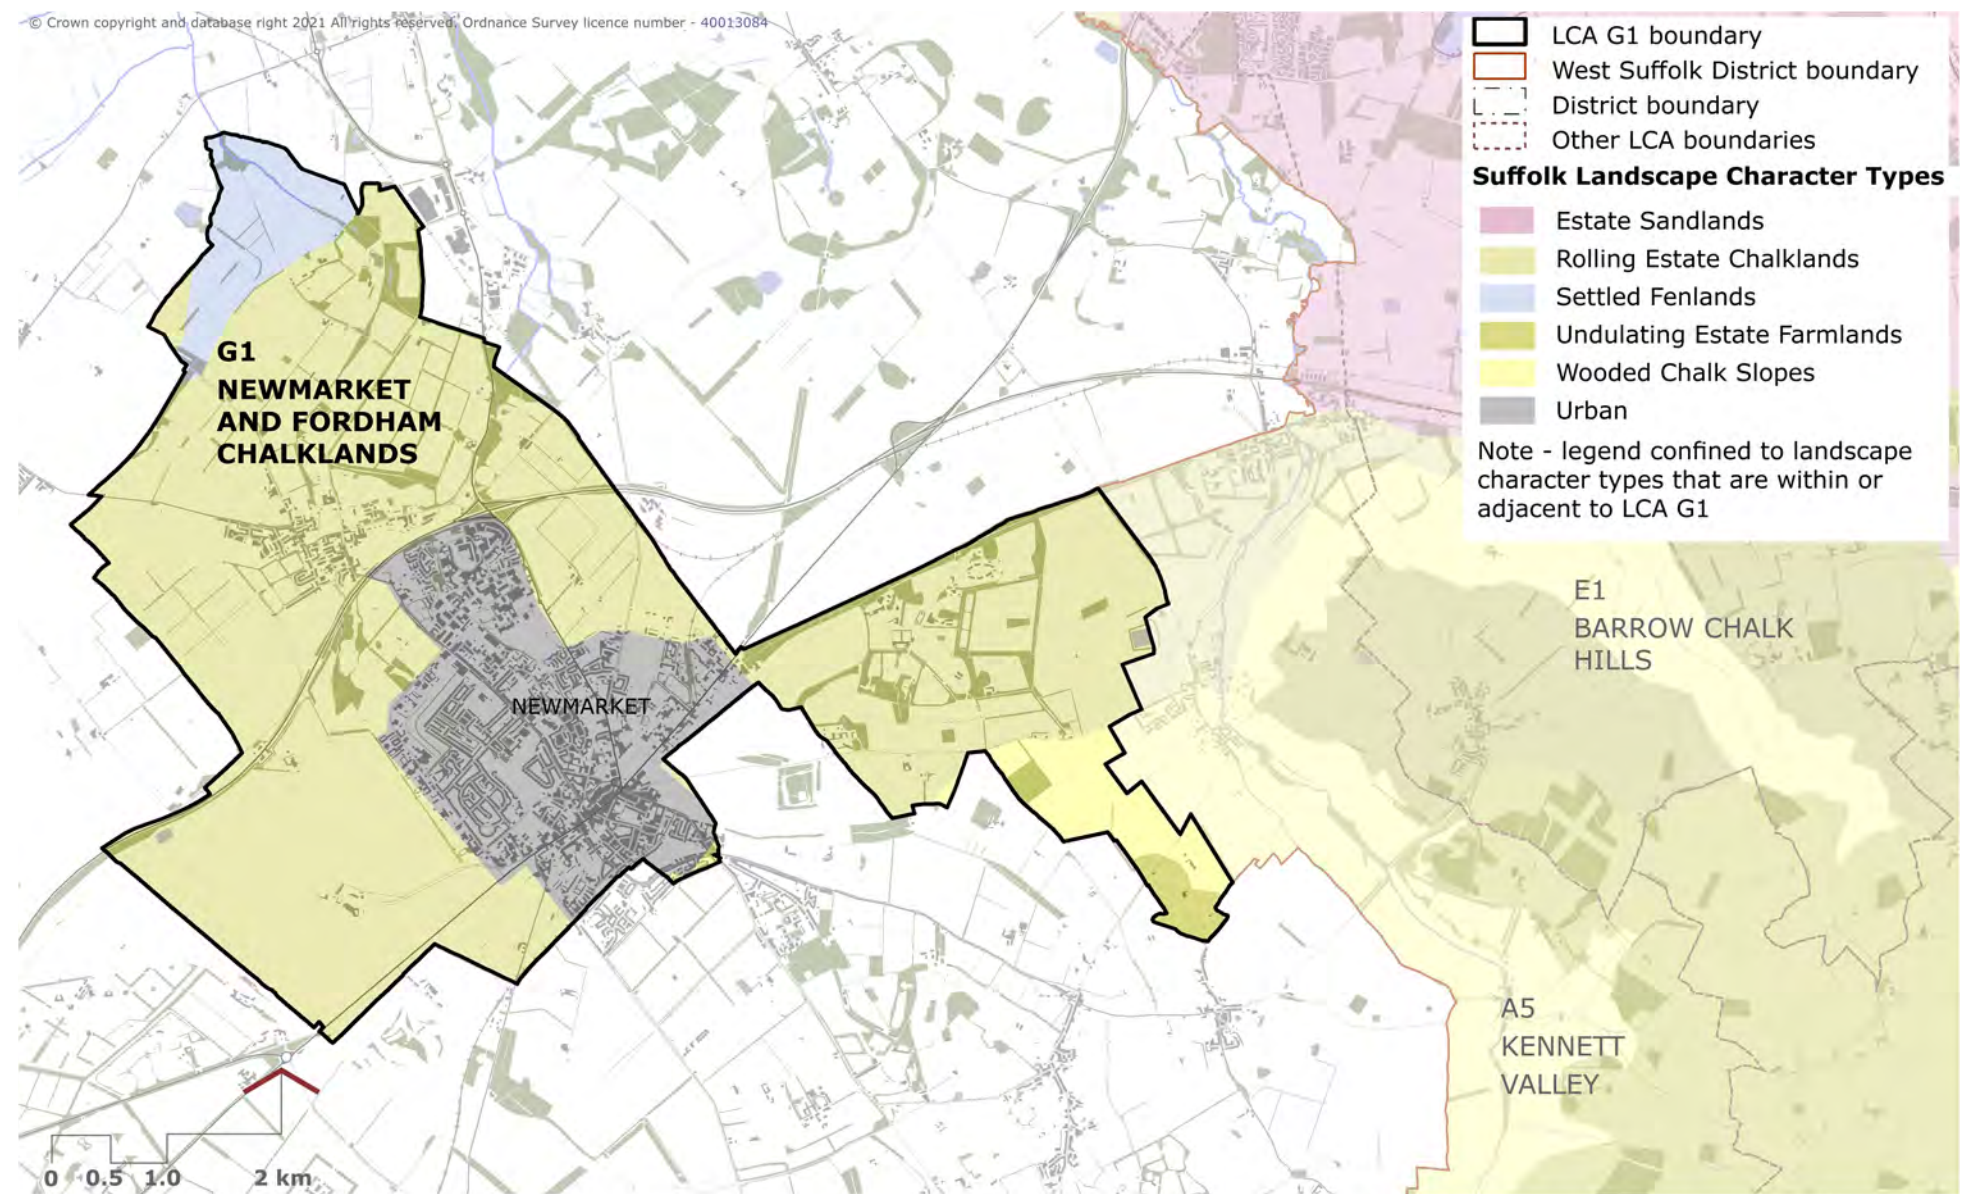 © Crown copyright and database right 2021 All rights reserved. Ordnance Survey licence number - 40013084
LCA G1 boundary
West Suffolk District boundary
District boundary
Other LCA boundaries
Suffolk Landscape Character Types
Estate Sandlands
Rolling Estate Chalklands
Settled Fenlands
Undulating Estate Farmlands
Wooded Chalk Slopes
Urban
Note - legend confined to landscape
character types that are within or
adjacent to LCA G1
G1
NEWMARKET
AND FORDHAM
CHALKLANDS
NEWMARKET
E1
BARROW CHALK
HILLS
A5
KENNETT
VALLEY
0 0.5 1.0 2 km